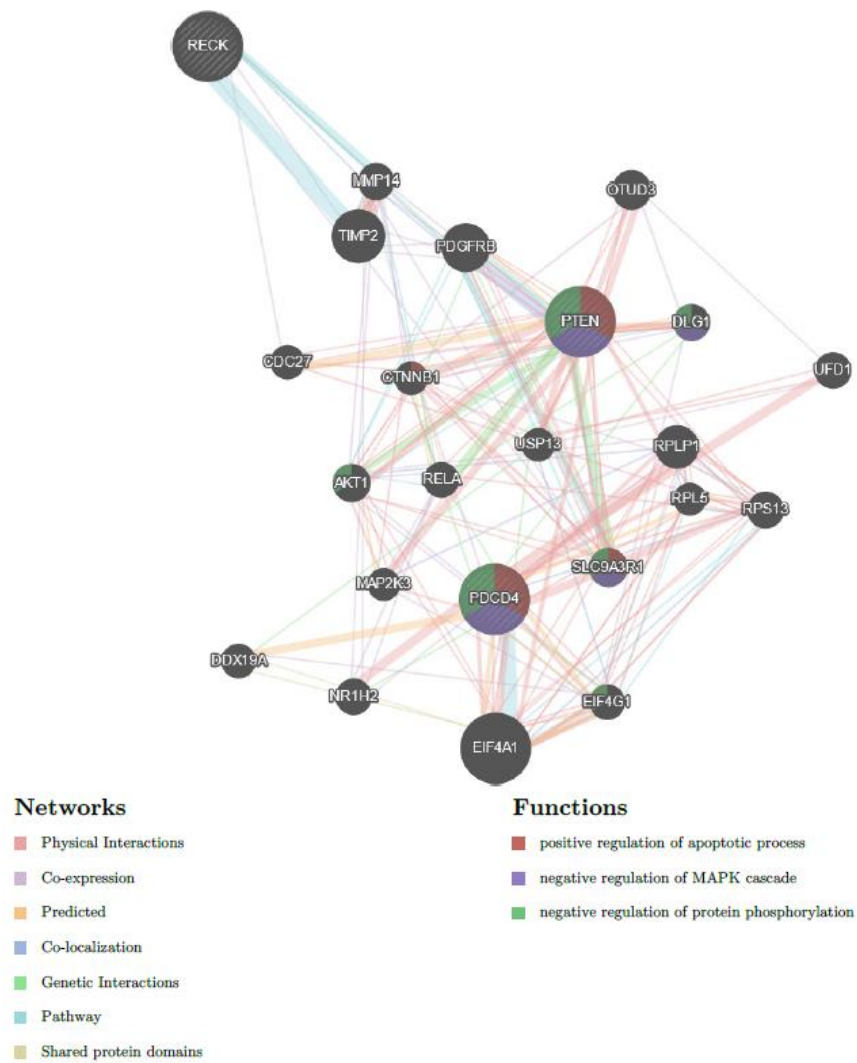 RECK
MMP14
OTUD3
TIMP2
PDGFRB
PTEN
DLG1
CDC27
CTNNB1
UFD1
USP13
RPLP1
AKT1
RELA
RPL5
RPS13
SLC9A3R1
MAP2K3
PDCD4
DDX19A
NR1H2
EIF4G1
EIF4A1
Networks
Physical Interactions
Co-expression
Predicted
Co-localization
Genetic Interactions
Pathway
Shared protein domains
Functions
positive regulation of apoptotic process
negative regulation of MAPK cascade
negative regulation of protein phosphorylation